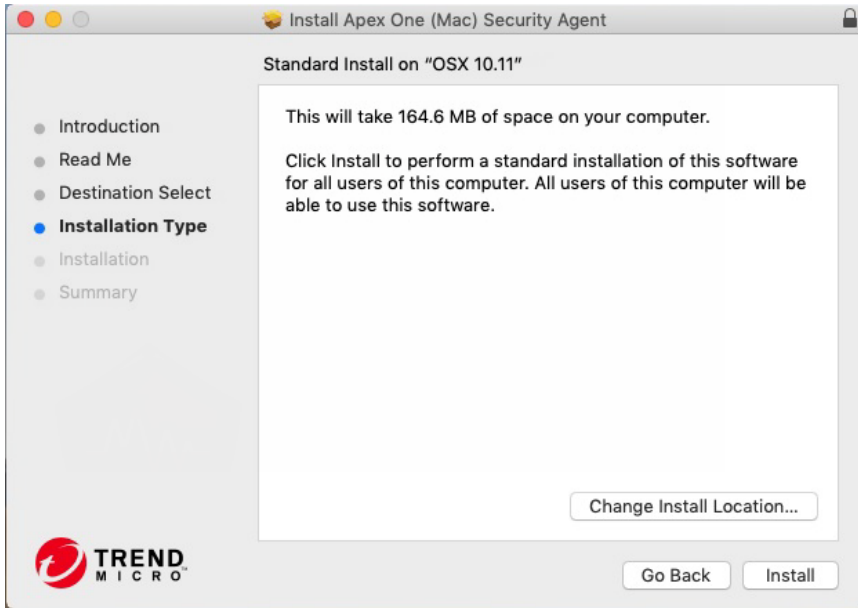 Install Apex One (Mac) Security Agent
Standard Install on “OSX 10.11”
Introduction
Read Me
Destination Select
Installation Type
Installation
Summary
This will take 164.6 MB of space on your computer.
Click Install to perform a standard installation of this software
for all users of this computer. All users of this computer will be
able to use this software.
Change Install Location...
TREND
MICRO™
Go Back
Install